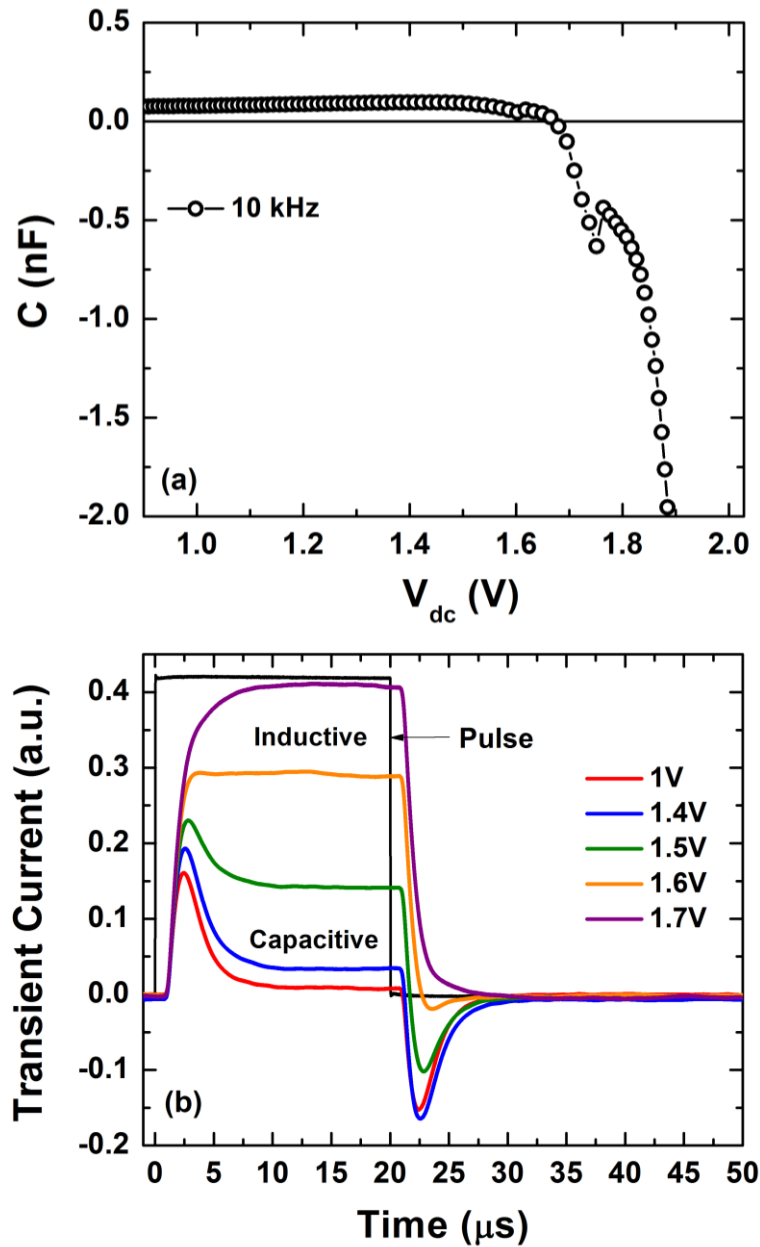 0.5
0.0
-0.5
-1.0
-1.5
-2.0
C (nF)
10 kHz
(a)
1.0 1.2 1.4 1.6 1.8 2.0
V_dc (V)
0.4
0.3
0.2
0.1
0.0
-0.1
-0.2
Transient Current (a.u.)
Inductive
Pulse
1V
1.4V
1.5V
1.6V
1.7V
Capacitive
(b)
0 5 10 15 20 25 30 35 40 45 50
Time (μs)